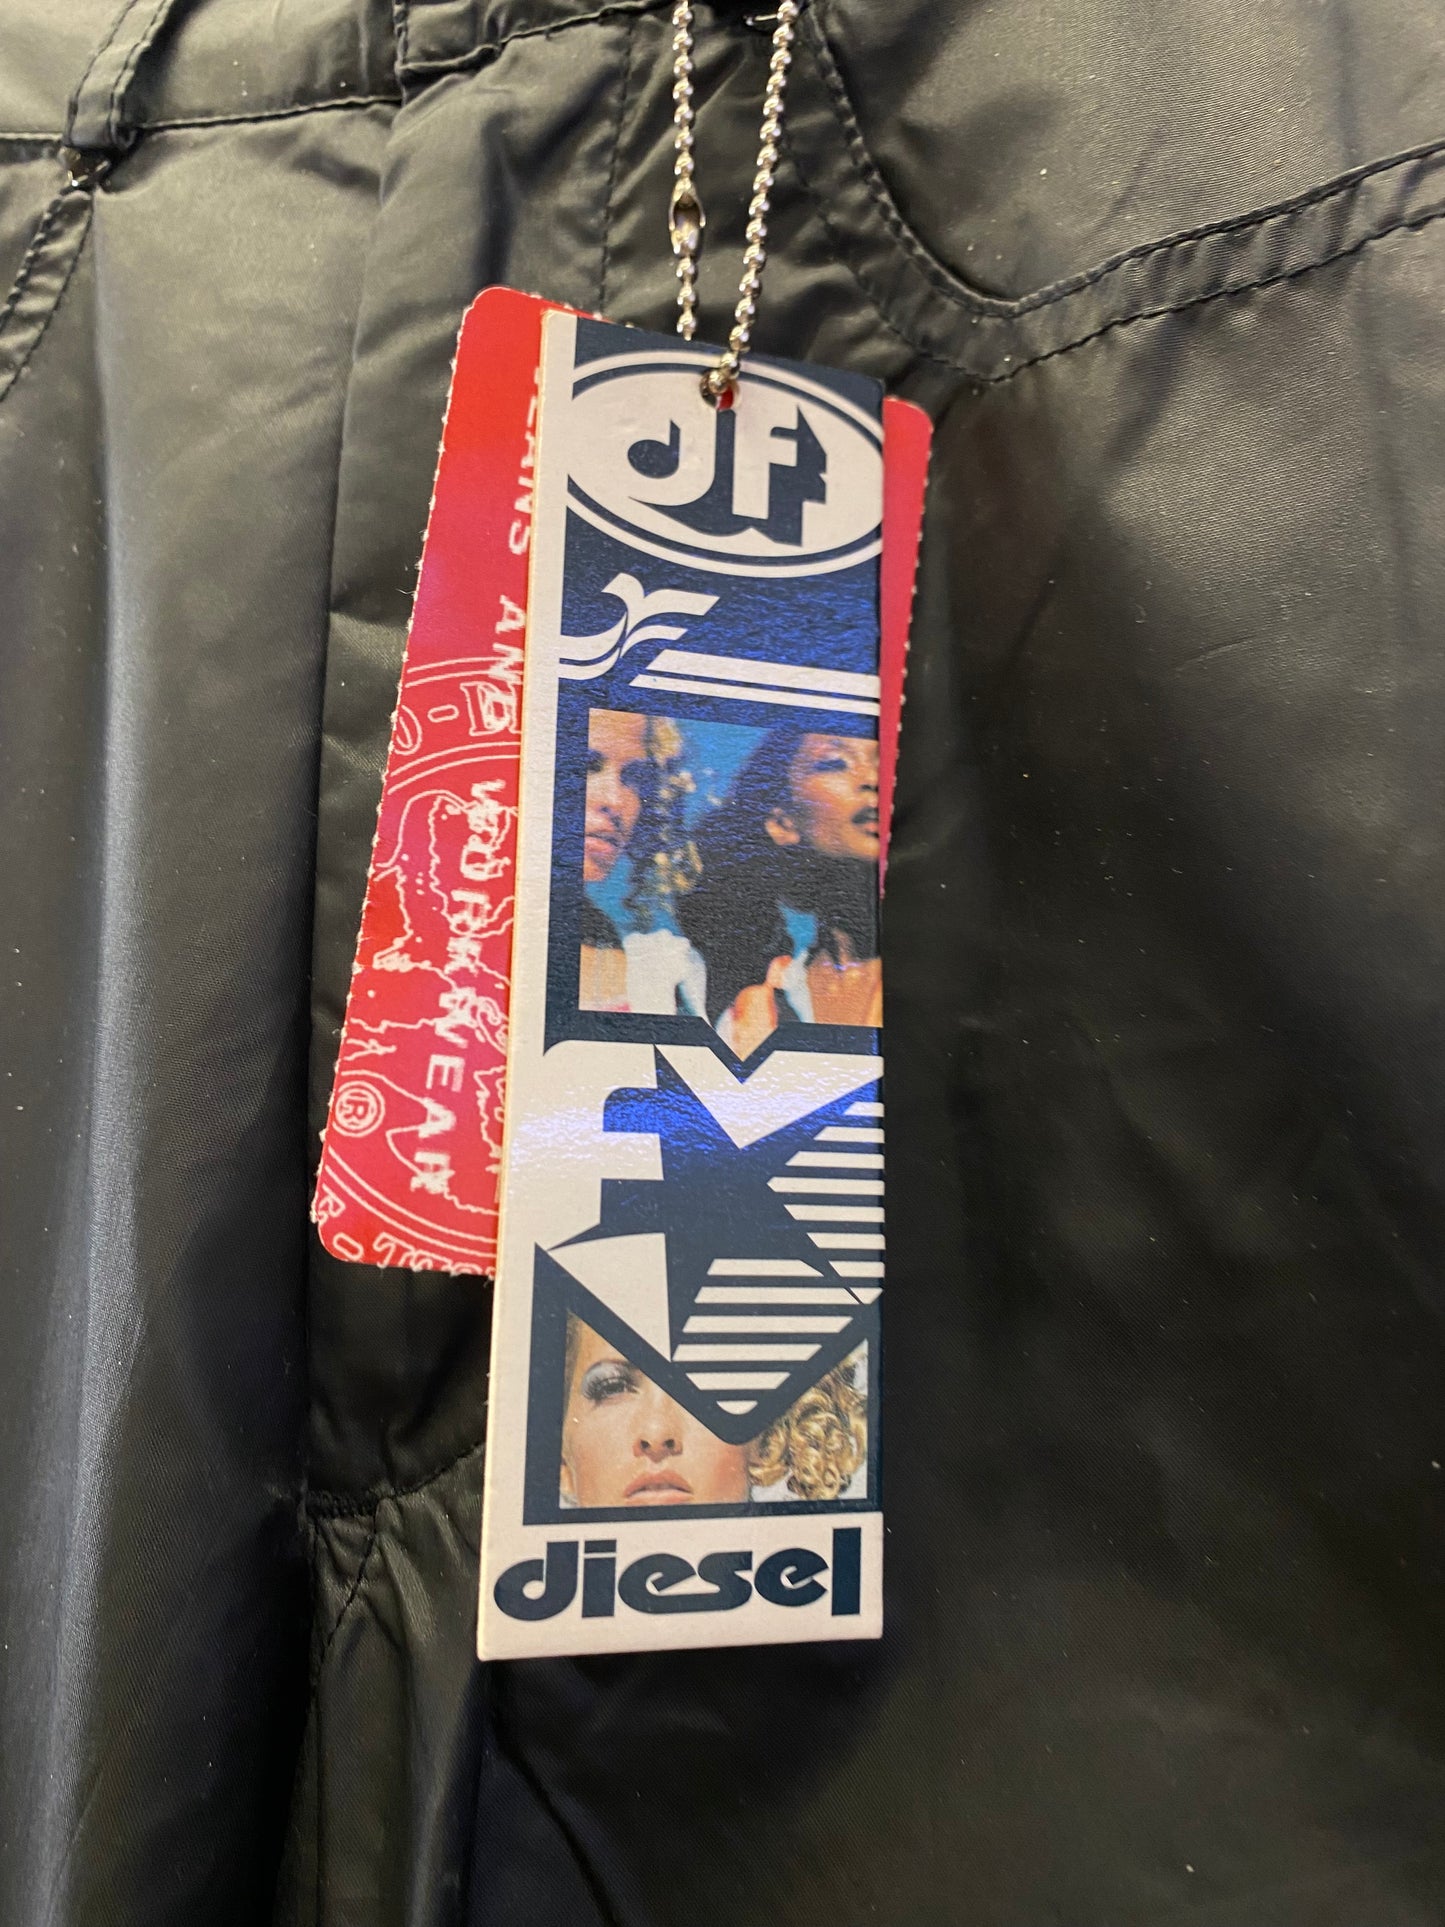 DF
diesel
JEANS AND
WORKWEAR
®